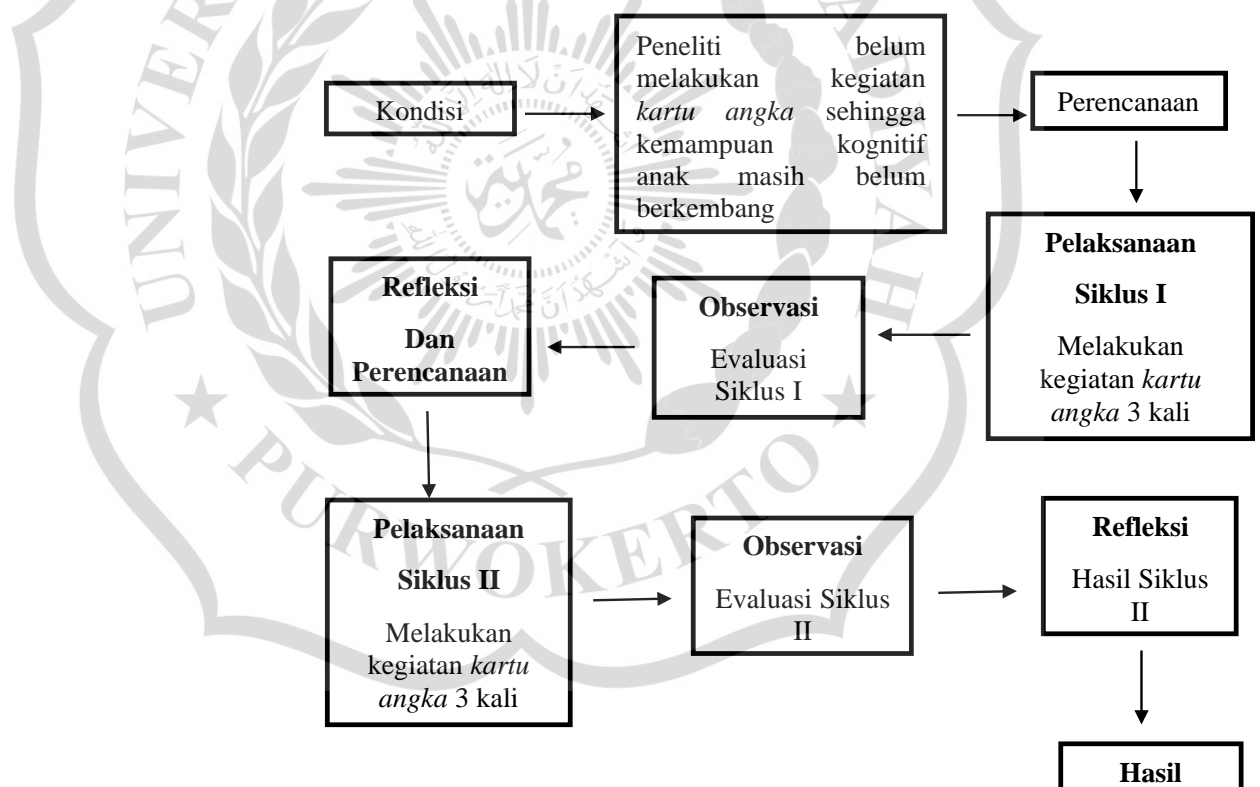 Kondisi
Peneliti belum
melakukan kegiatan
kartu angka sehingga
kemampuan kognitif
anak masih belum
berkembang
Perencanaan
Pelaksanaan
Siklus I
Melakukan
kegiatan kartu
angka 3 kali
Observasi
Evaluasi
Siklus I
Refleksi
Dan
Perencanaan
Pelaksanaan
Siklus II
Melakukan
kegiatan kartu
angka 3 kali
Observasi
Evaluasi Siklus
II
Refleksi
Hasil Siklus
II
Hasil
PURWOKERTO